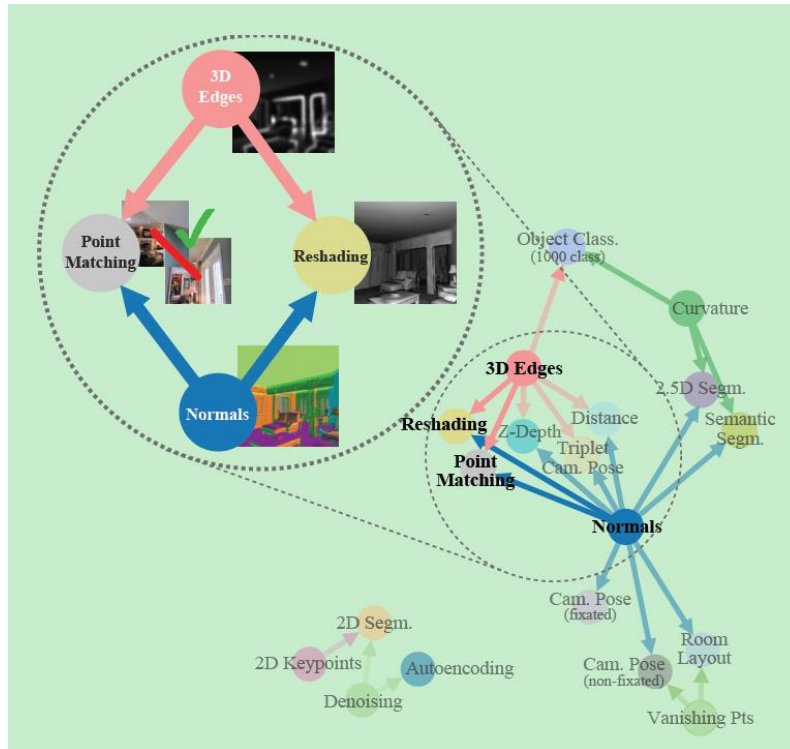 3D
Edges
Point
Matching
Reshading
Normals
Object Class.
(1000 class)
Curvature
3D Edges
2.5D Segm.
Reshading
Z-Depth
Distance
Semantic
Segm.
Triplet
Cam. Pose
Point
Matching
Normals
Cam. Pose
(fixated)
2D Segm.
Room
Layout
2D Keypoints
Autoencoding
Cam. Pose
(non-fixated)
Denoising
Vanishing Pts